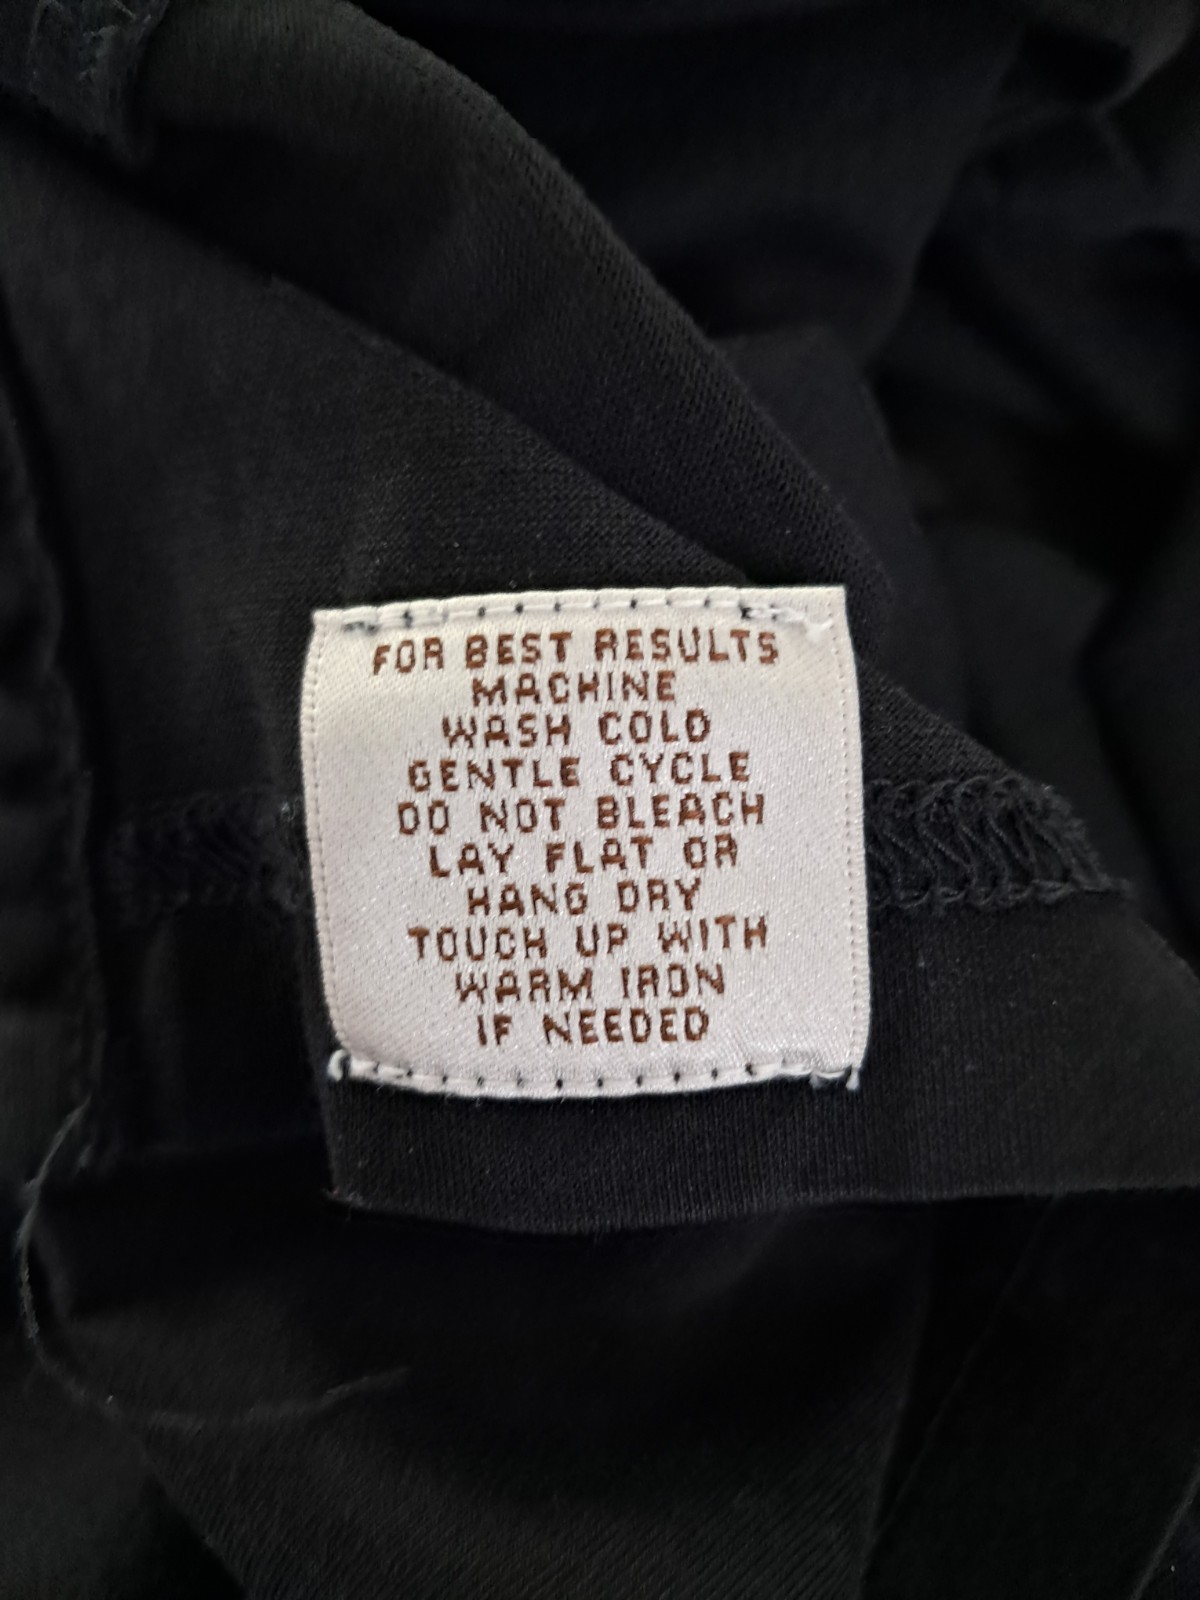 FOR BEST RESULTS
MACHINE
WASH COLD
GENTLE CYCLE
DO NOT BLEACH
LAY FLAT OR
HANG DRY
TOUCH UP WITH
WARM IRON
IF NEEDED